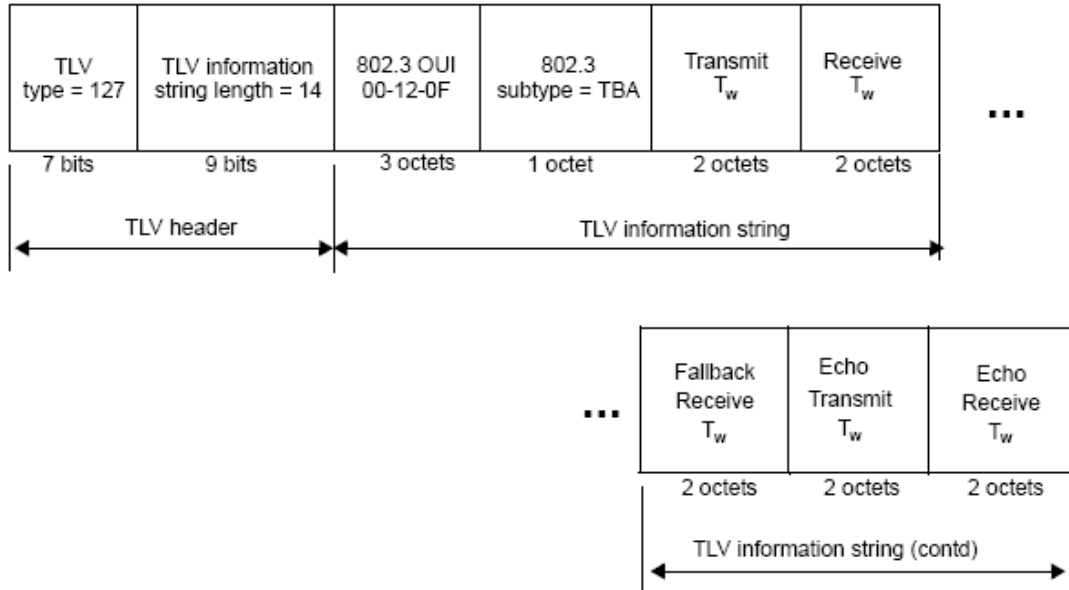 TLV
type = 127
TLV information
string length = 14
802.3 OUI
00-12-0F
802.3
subtype = TBA
Transmit
Tw
Receive
Tw
...
7 bits
9 bits
3 octets
1 octet
2 octets
2 octets
TLV header
TLV information string
...
Fallback
Receive
Tw
Echo
Transmit
Tw
Echo
Receive
Tw
2 octets
2 octets
2 octets
TLV information string (contd)